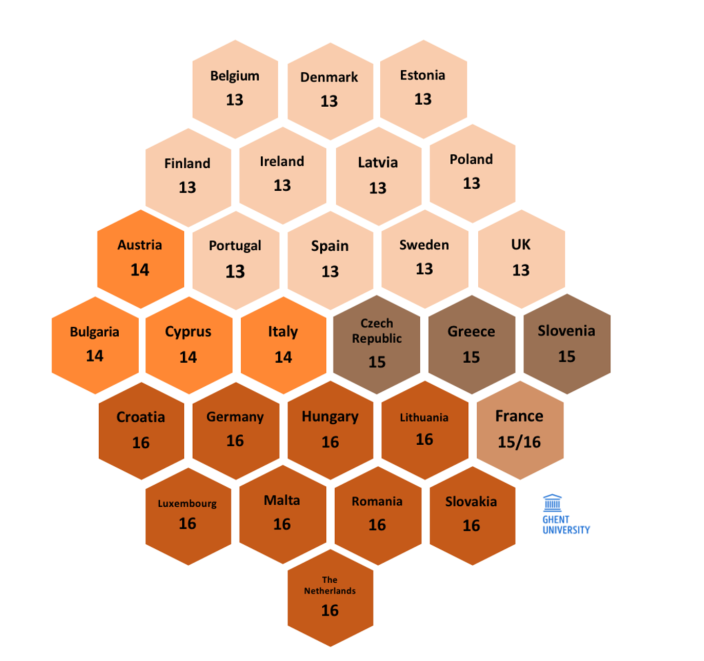 Belgium
13
Denmark
13
Estonia
13
Finland
13
Ireland
13
Latvia
13
Poland
13
Austria
14
Portugal
13
Spain
13
Sweden
13
UK
13
Bulgaria
14
Cyprus
14
Italy
14
Czech
Republic
15
Greece
15
Slovenia
15
Croatia
16
Germany
16
Hungary
16
Lithuania
16
France
15/16
Luxembourg
16
Malta
16
Romania
16
Slovakia
16
GHENT
UNIVERSITY
The
Netherlands
16